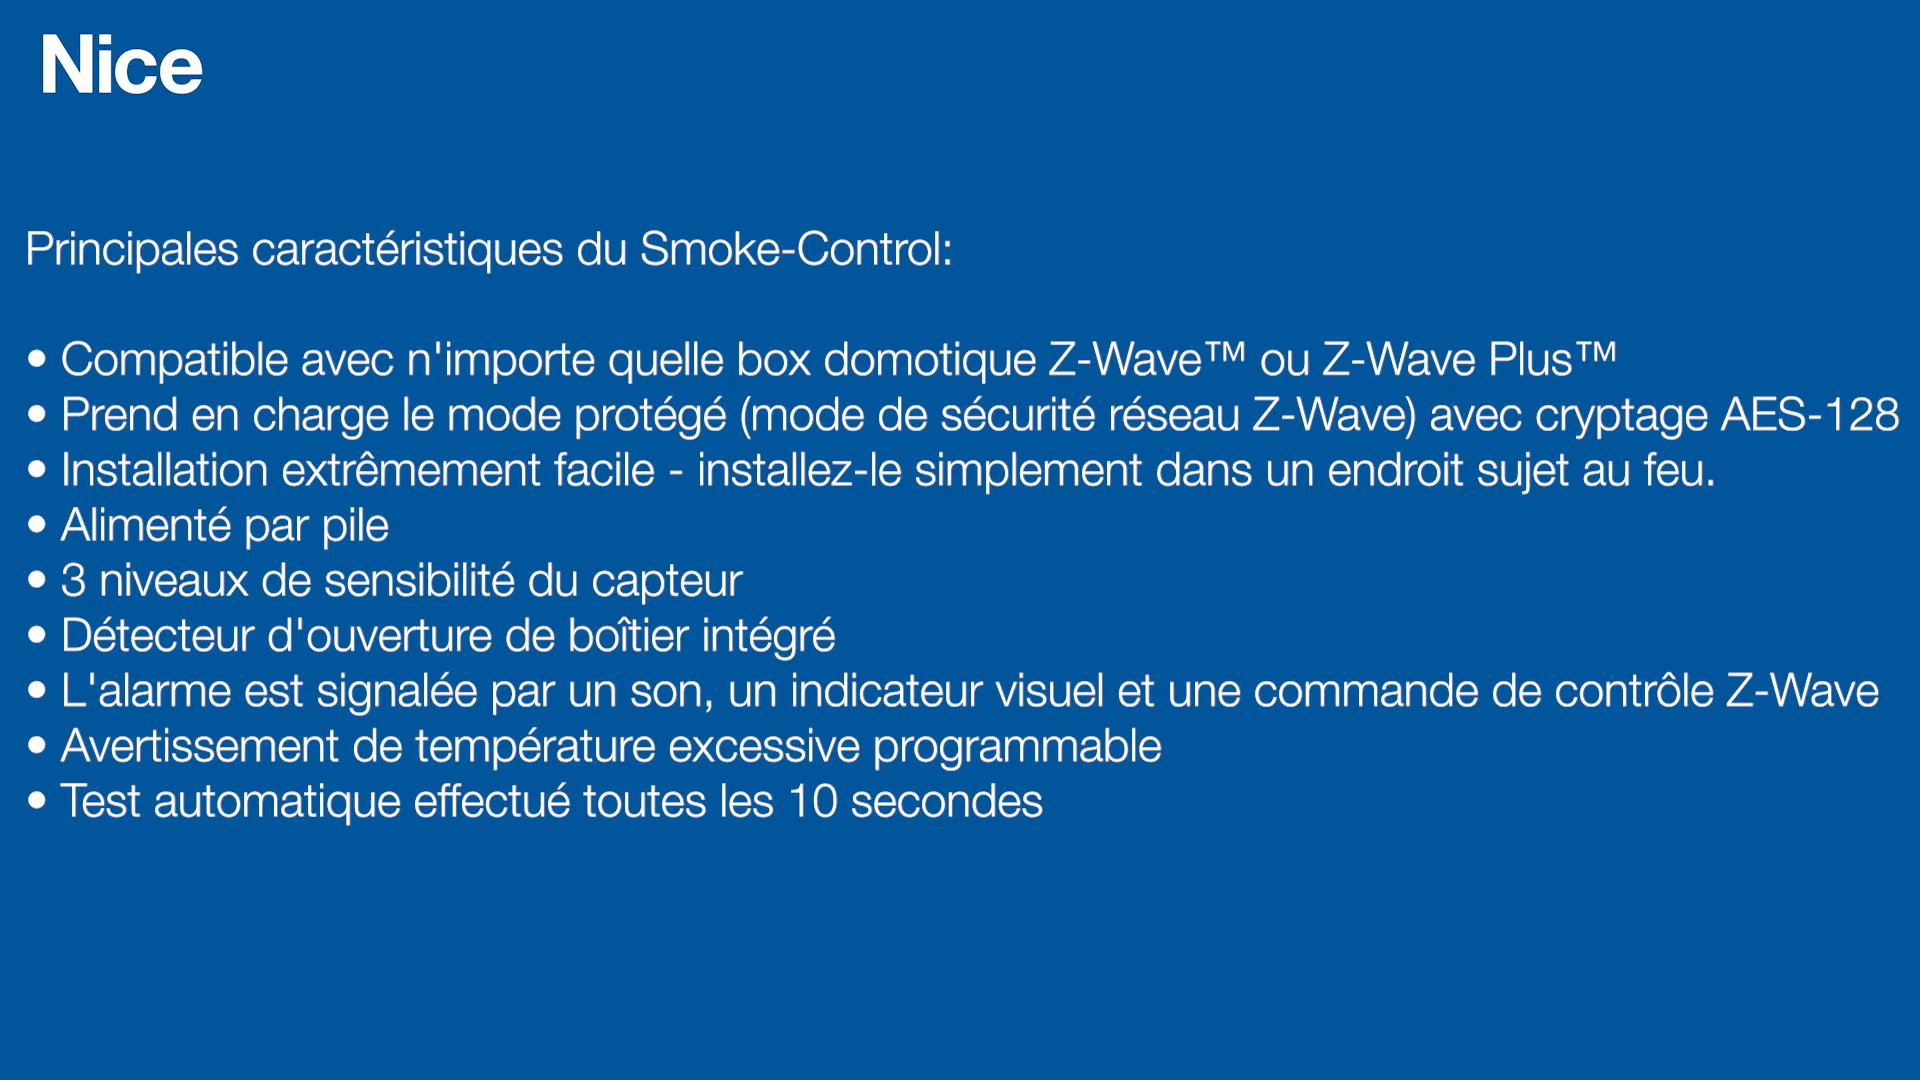 Nice
Principales caractéristiques du Smoke-Control:
• Compatible avec n'importe quelle box domotique Z-Wave™ ou Z-Wave Plus™
• Prend en charge le mode protégé (mode de sécurité réseau Z-Wave) avec cryptage AES-128
• Installation extrêmement facile - installez-le simplement dans un endroit sujet au feu.
• Alimenté par pile
• 3 niveaux de sensibilité du capteur
• Détecteur d'ouverture de boîtier intégré
• L'alarme est signalée par un son, un indicateur visuel et une commande de contrôle Z-Wave
• Avertissement de température excessive programmable
• Test automatique effectué toutes les 10 secondes